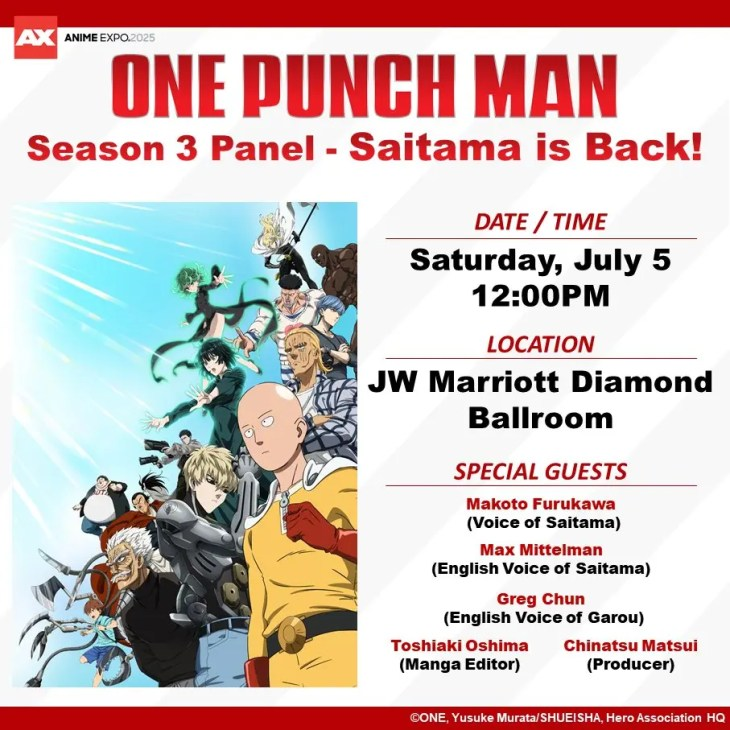 AX
ANIME EXPO.2025
ONE PUNCH MAN
Season 3 Panel - Saitama is Back!
DATE / TIME
Saturday, July 5
12:00PM
LOCATION
JW Marriott Diamond
Ballroom
SPECIAL GUESTS
Makoto Furukawa
(Voice of Saitama)
Max Mittelman
(English Voice of Saitama)
Greg Chun
(English Voice of Garou)
Toshiaki Oshima
(Manga Editor)
Chinatsu Matsui
(Producer)
©ONE, Yusuke Murata/SHUEISHA, Hero Association HQ